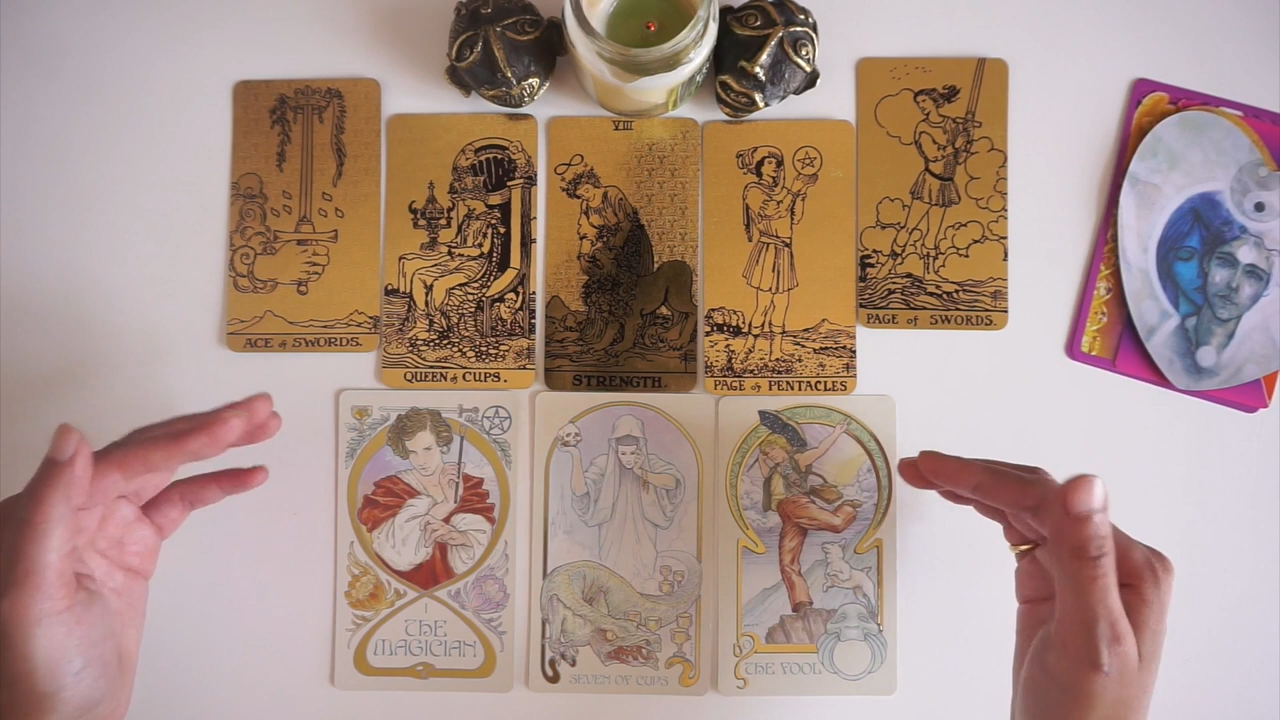 ACE of SWORDS.
QUEEN of CUPS.
VIII
STRENGTH.
PAGE of PENTACLES
PAGE of SWORDS.
I
THE
MAGICIAN
SEVEN OF CUPS
THE FOOL